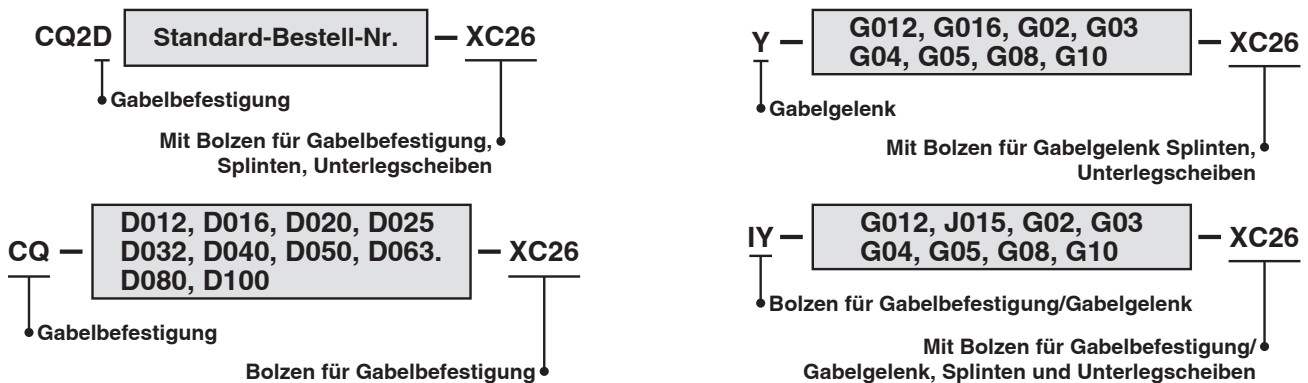 CQ2D Standard-Bestell-Nr. – XC26
Gabelbefestigung
Mit Bolzen für Gabelbefestigung,
Splinten, Unterlegscheiben
CQ – D012, D016, D020, D025
D032, D040, D050, D063. – XC26
D080, D100
Gabelbefestigung
Bolzen für Gabelbefestigung
Y – G012, G016, G02, G03
G04, G05, G08, G10 – XC26
Gabelgelenk
Mit Bolzen für Gabelgelenk Splinten,
Unterlegscheiben
IY – G012, J015, G02, G03
G04, G05, G08, G10 – XC26
Bolzen für Gabelbefestigung/Gabelgelenk
Mit Bolzen für Gabelbefestigung/
Gabelgelenk, Splinten und Unterlegscheiben